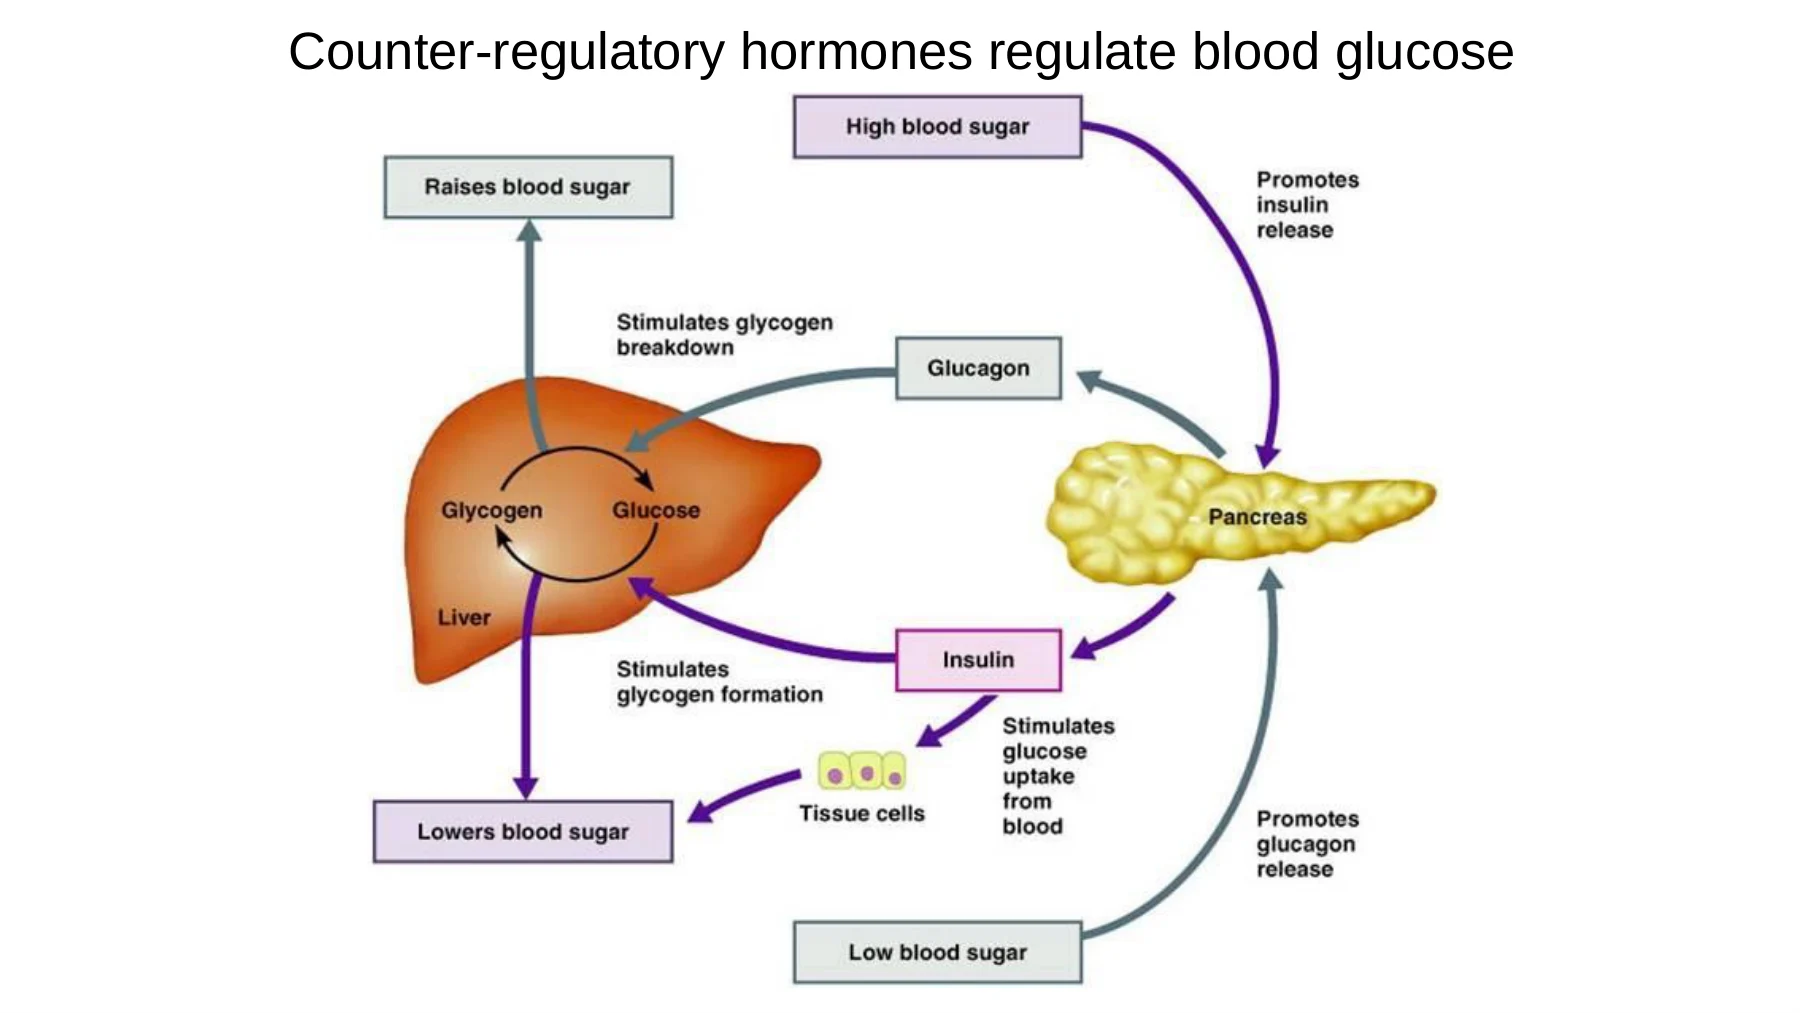 Counter-regulatory hormones regulate blood glucose
High blood sugar
Raises blood sugar
Promotes
insulin
release
Stimulates glycogen
breakdown
Glucagon
Glycogen
Glucose
Pancreas
Liver
Insulin
Stimulates
glycogen formation
Stimulates
glucose
uptake
from
blood
Tissue cells
Lowers blood sugar
Promotes
glucagon
release
Low blood sugar